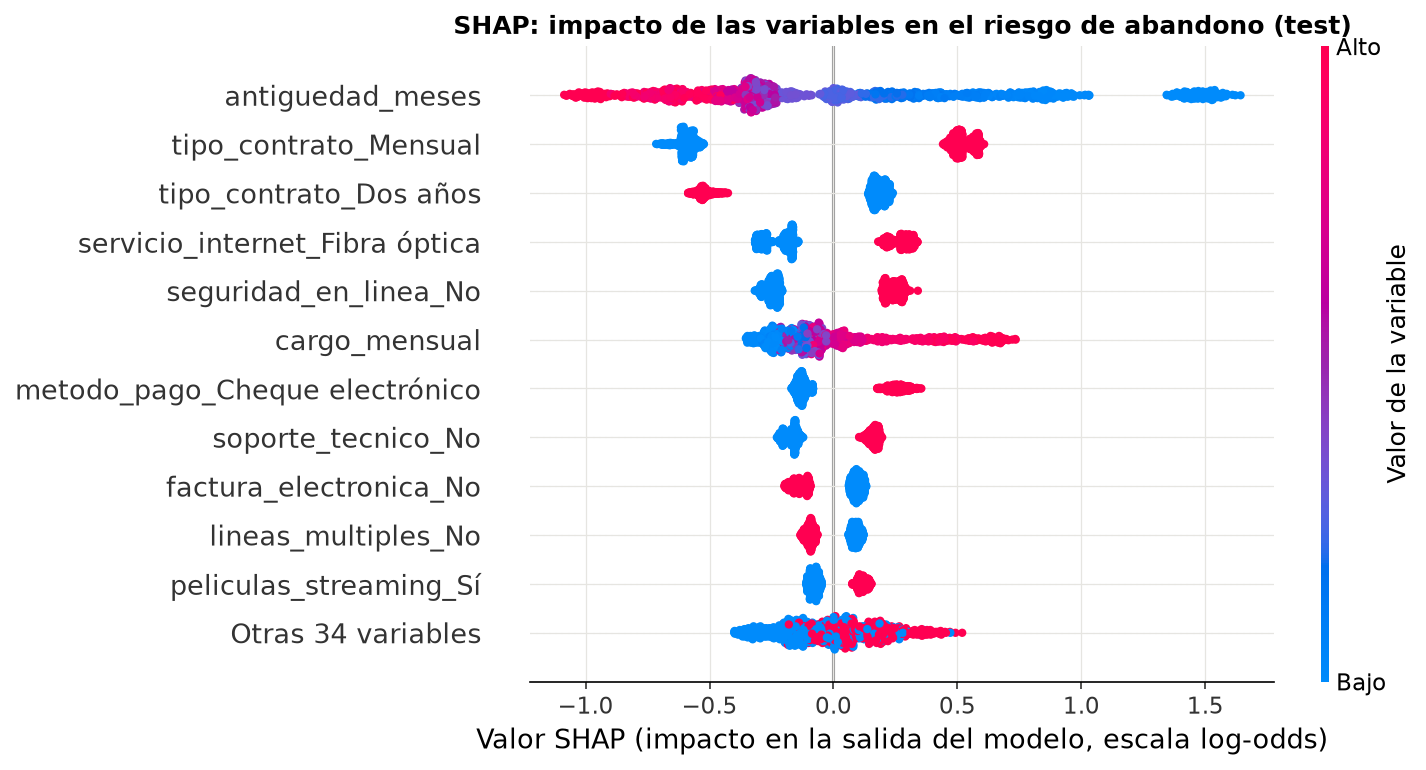 SHAP: impacto de las variables en el riesgo de abandono (test)
Alto
antiguedad_meses
tipo_contrato_Mensual
tipo_contrato_Dos años
servicio_internet_Fibra óptica
seguridad_en_linea_No
cargo_mensual
metodo_pago_Cheque electrónico
soporte_tecnico_No
factura_electronica_No
lineas_multiples_No
peliculas_streaming_Sí
Otras 34 variables
Valor de la variable
Bajo
−1.0 −0.5 0.0 0.5 1.0 1.5
Valor SHAP (impacto en la salida del modelo, escala log-odds)